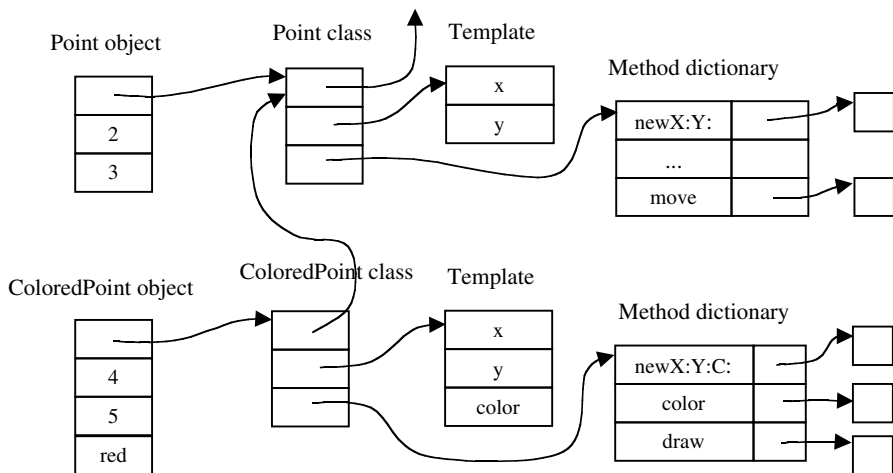 Point object
Point class
Template
Method dictionary
2
3
x
y
newX:Y:
...
move
ColoredPoint object
ColoredPoint class
Template
Method dictionary
4
5
red
x
y
color
newX:Y:C:
color
draw